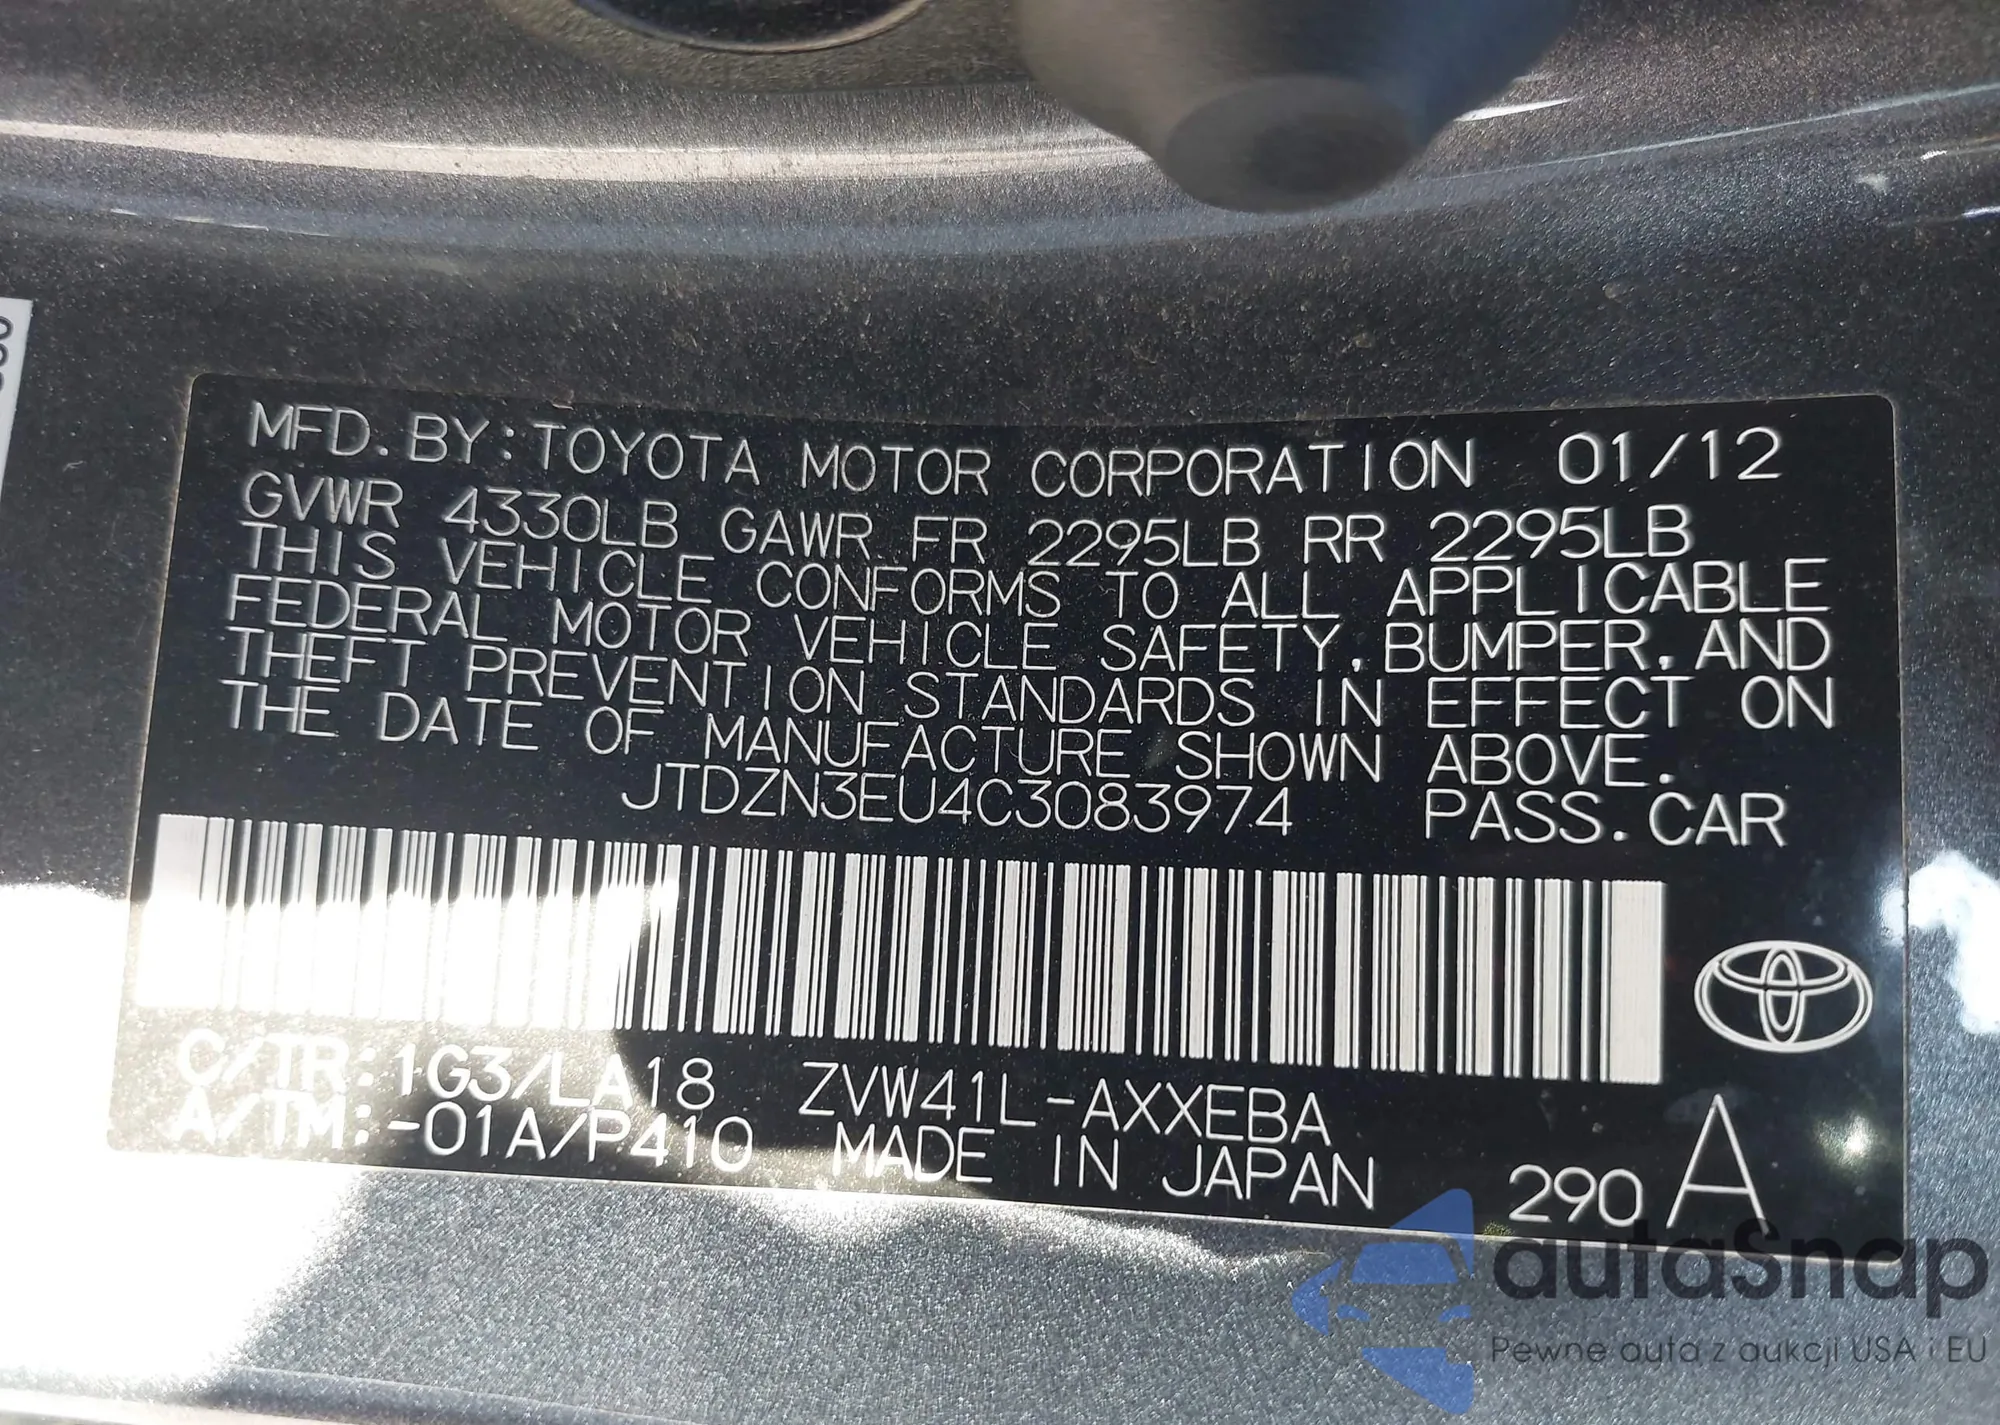 MFD. BY:TOYOTA MOTOR CORPORATION 01/12
GVWR 4330LB GAWR FR 2295LB RR 2295LB
THIS VEHICLE CONFORMS TO ALL APPLICABLE
FEDERAL MOTOR VEHICLE SAFETY, BUMPER, AND
THEFT PREVENTION STANDARDS IN EFFECT ON
THE DATE OF MANUFACTURE SHOWN ABOVE.
JTDZN3EU4C3083974 PASS. CAR
C/TR:1G3/LA18 ZVW41L-AXXEBA
A/TM:-01A/P410 MADE IN JAPAN 290 A
autaSnap
Pewne auta z aukcji USA i EU